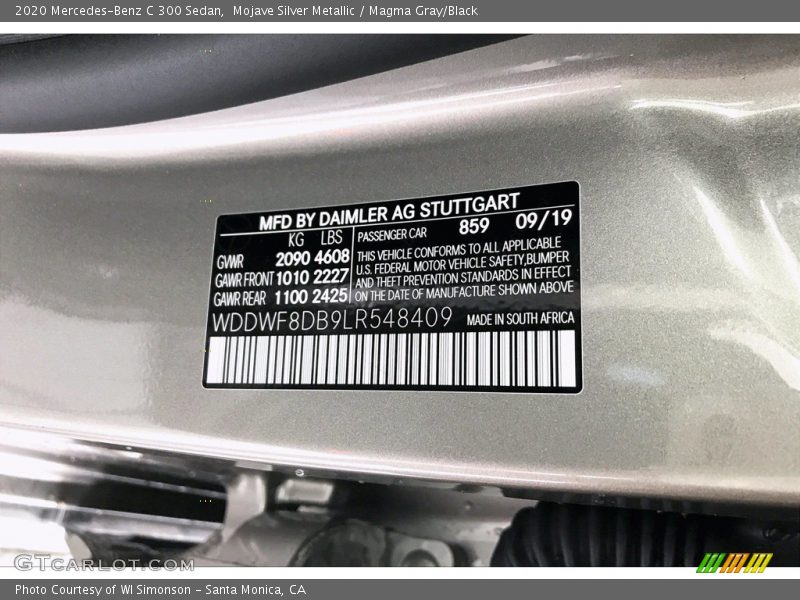 2020 Mercedes-Benz C 300 Sedan,  Mojave Silver Metallic / Magma Gray/Black
MFD BY DAIMLER AG STUTTGART
KG LBS PASSENGER CAR 859 09/19
GVWR 2090 4608
GAWR FRONT 1010 2227
GAWR REAR 1100 2425
THIS VEHICLE CONFORMS TO ALL APPLICABLE
U.S. FEDERAL MOTOR VEHICLE SAFETY,BUMPER
AND THEFT PREVENTION STANDARDS IN EFFECT
ON THE DATE OF MANUFACTURE SHOWN ABOVE
WDDWF8DB9LR548409 MADE IN SOUTH AFRICA
GTCARLOT.COM
Photo Courtesy of WI Simonson - Santa Monica, CA